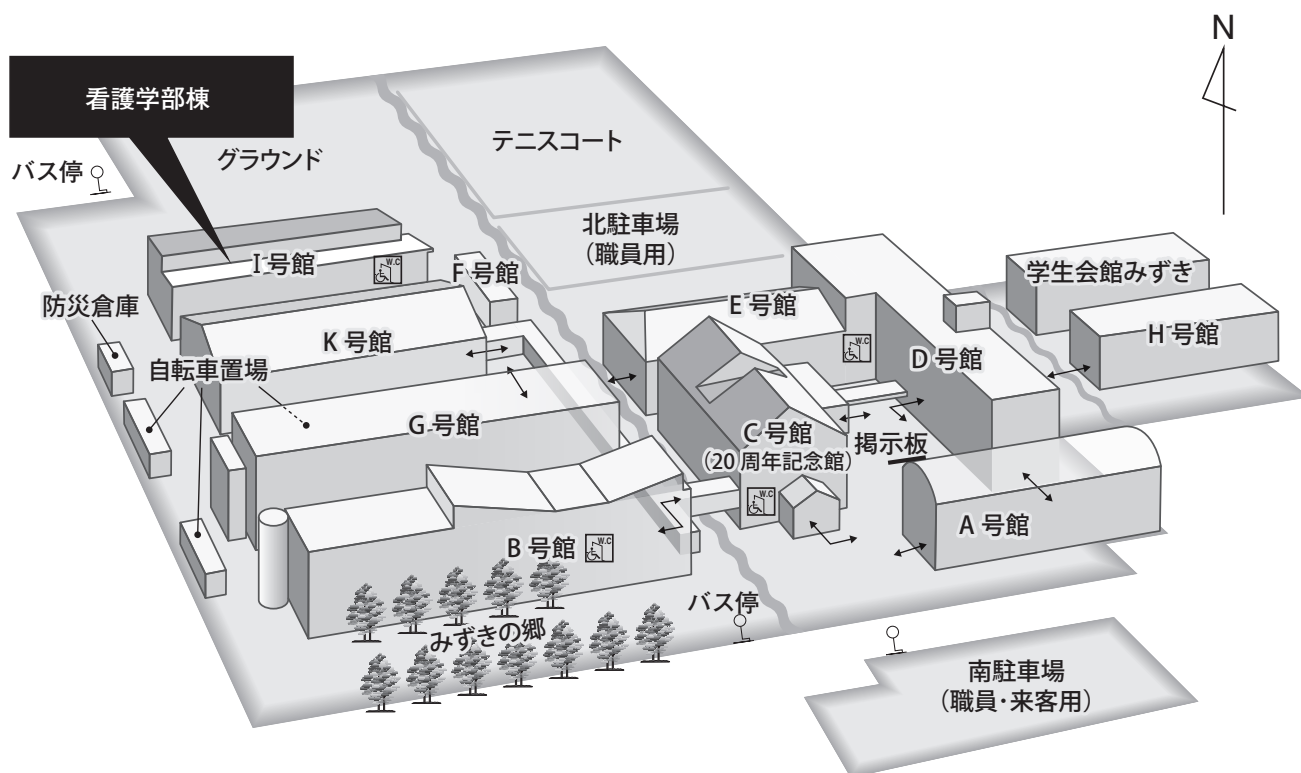 N
看護学部棟
バス停
グラウンド
テニスコート
北駐車場
(職員用)
I 号館
W.C
F 号館
学生会館みずき
防災倉庫
E 号館
H 号館
K 号館
W.C
D 号館
自転車置場
G 号館
C 号館
(20 周年記念館)
掲示板
W.C
A 号館
B 号館
W.C
バス停
みずきの郷
南駐車場
(職員・来客用)